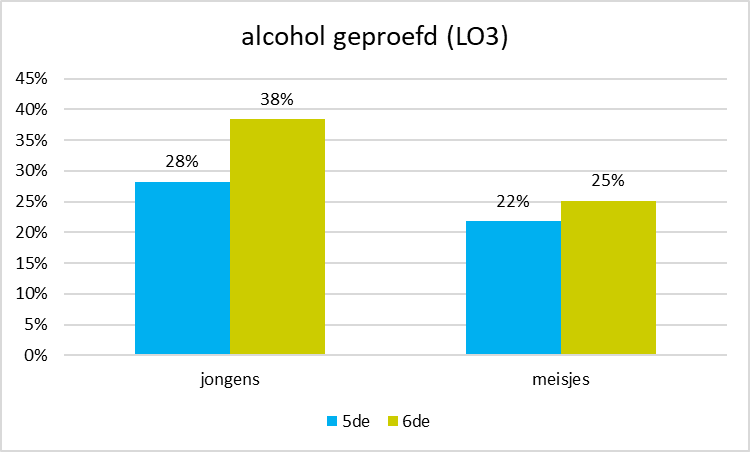 alcohol geproefd (LO3)
45%
40%
35%
30%
25%
20%
15%
10%
5%
0%
28%
38%
22%
25%
jongens
meisjes
5de
6de